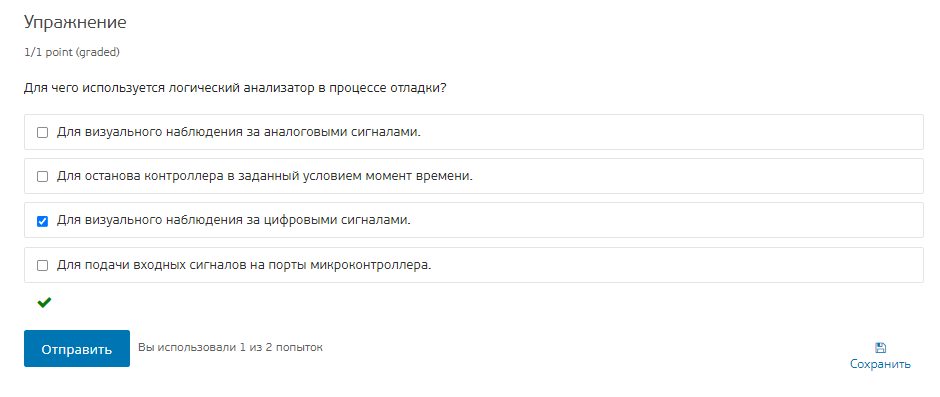 Упражнение
1/1 point (graded)
Для чего используется логический анализатор в процессе отладки?
Для визуального наблюдения за аналоговыми сигналами.
Для останова контроллера в заданный условием момент времени.
Для визуального наблюдения за цифровыми сигналами.
Для подачи входных сигналов на порты микроконтроллера.
Отправить
Вы использовали 1 из 2 попыток
Сохранить